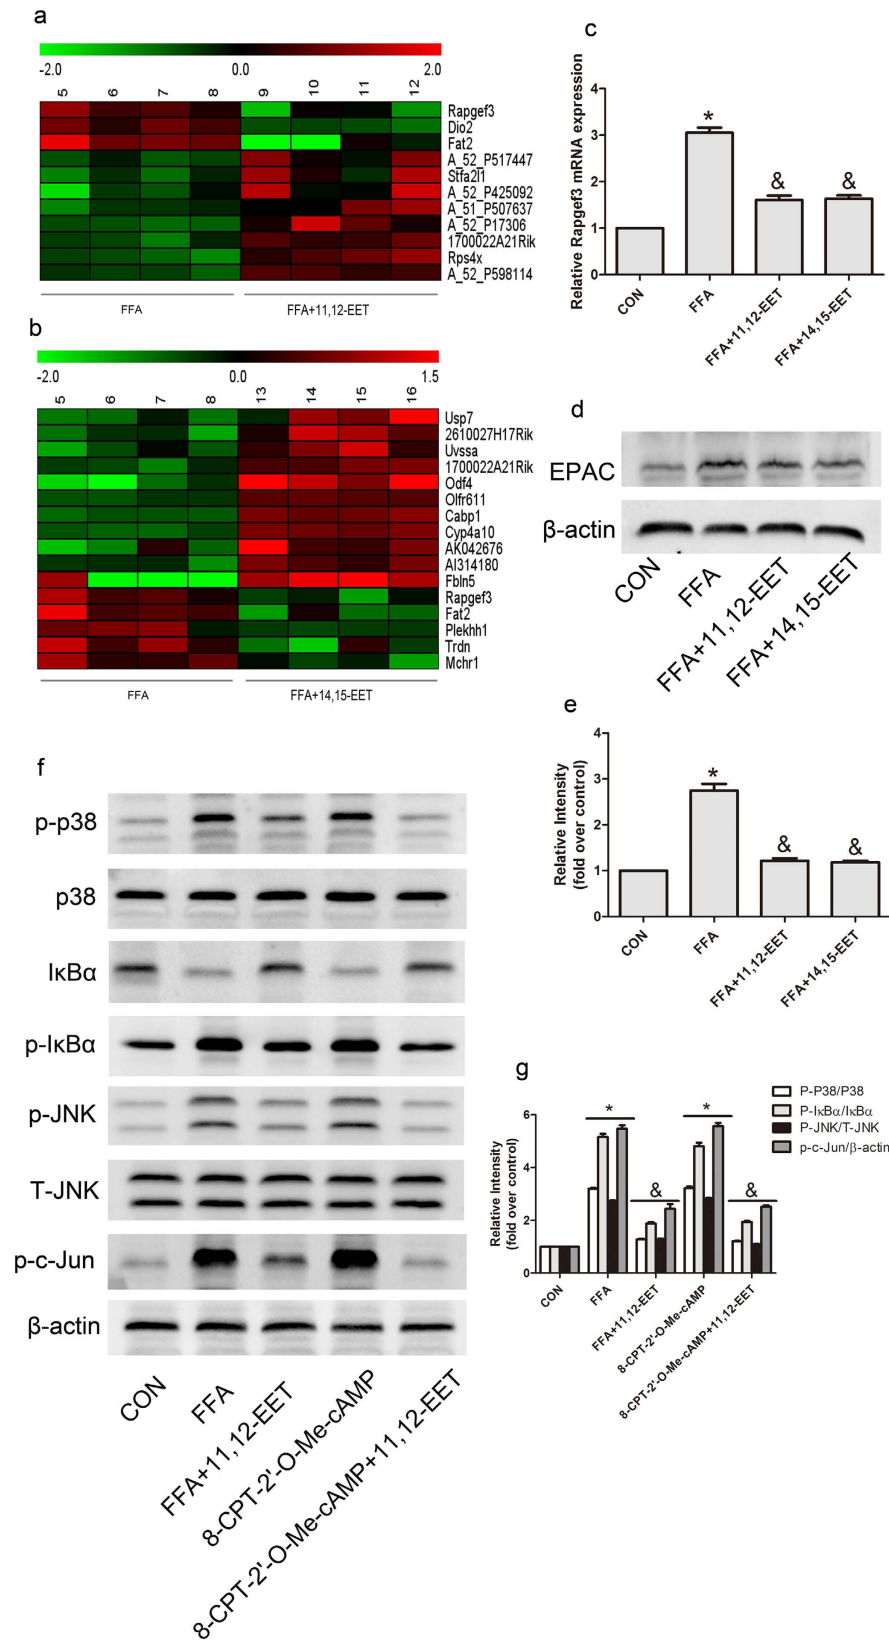 a
-2.0 0.0 2.0
5 6 7 8 9 10 11 12
Rapgef3
Dio2
Fat2
A_52_P517447
Stfa2l1
A_52_P425092
A_51_P507637
A_52_P17306
1700022A21Rik
Rps4x
A_52_P598114
FFA FFA+11,12-EET
b
-2.0 0.0 1.5
5 6 7 8 13 14 15 16
Usp7
2610027H17Rik
Uvssa
1700022A21Rik
Odf4
Olfr611
Cabp1
Cyp4a10
AK042676
AI314180
Fbln5
Rapgef3
Fat2
Plekhh1
Trdn
Mchr1
FFA FFA+14,15-EET
c
Relative Rapgef3 mRNA expression
4
3
2
1
0
* & &
CON FFA FFA+11,12-EET FFA+14,15-EET
d
EPAC
β-actin
CON FFA FFA+11,12-EET FFA+14,15-EET
e
Relative Intensity
(fold over control)
4
3
2
1
0
* & &
CON FFA FFA+11,12-EET FFA+14,15-EET
f
p-p38
p38
IκBα
p-IκBα
p-JNK
T-JNK
p-c-Jun
β-actin
CON FFA FFA+11,12-EET 8-CPT-2'-O-Me-cAMP 8-CPT-2'-O-Me-cAMP+11,12-EET
g
P-P38/P38
P-IκBα/IκBα
P-JNK/T-JNK
p-c-Jun/β-actin
Relative Intensity
(fold over control)
6
4
2
0
* & * &
CON FFA FFA+11,12-EET 8-CPT-2'-O-Me-cAMP 8-CPT-2'-O-Me-cAMP+11,12-EET